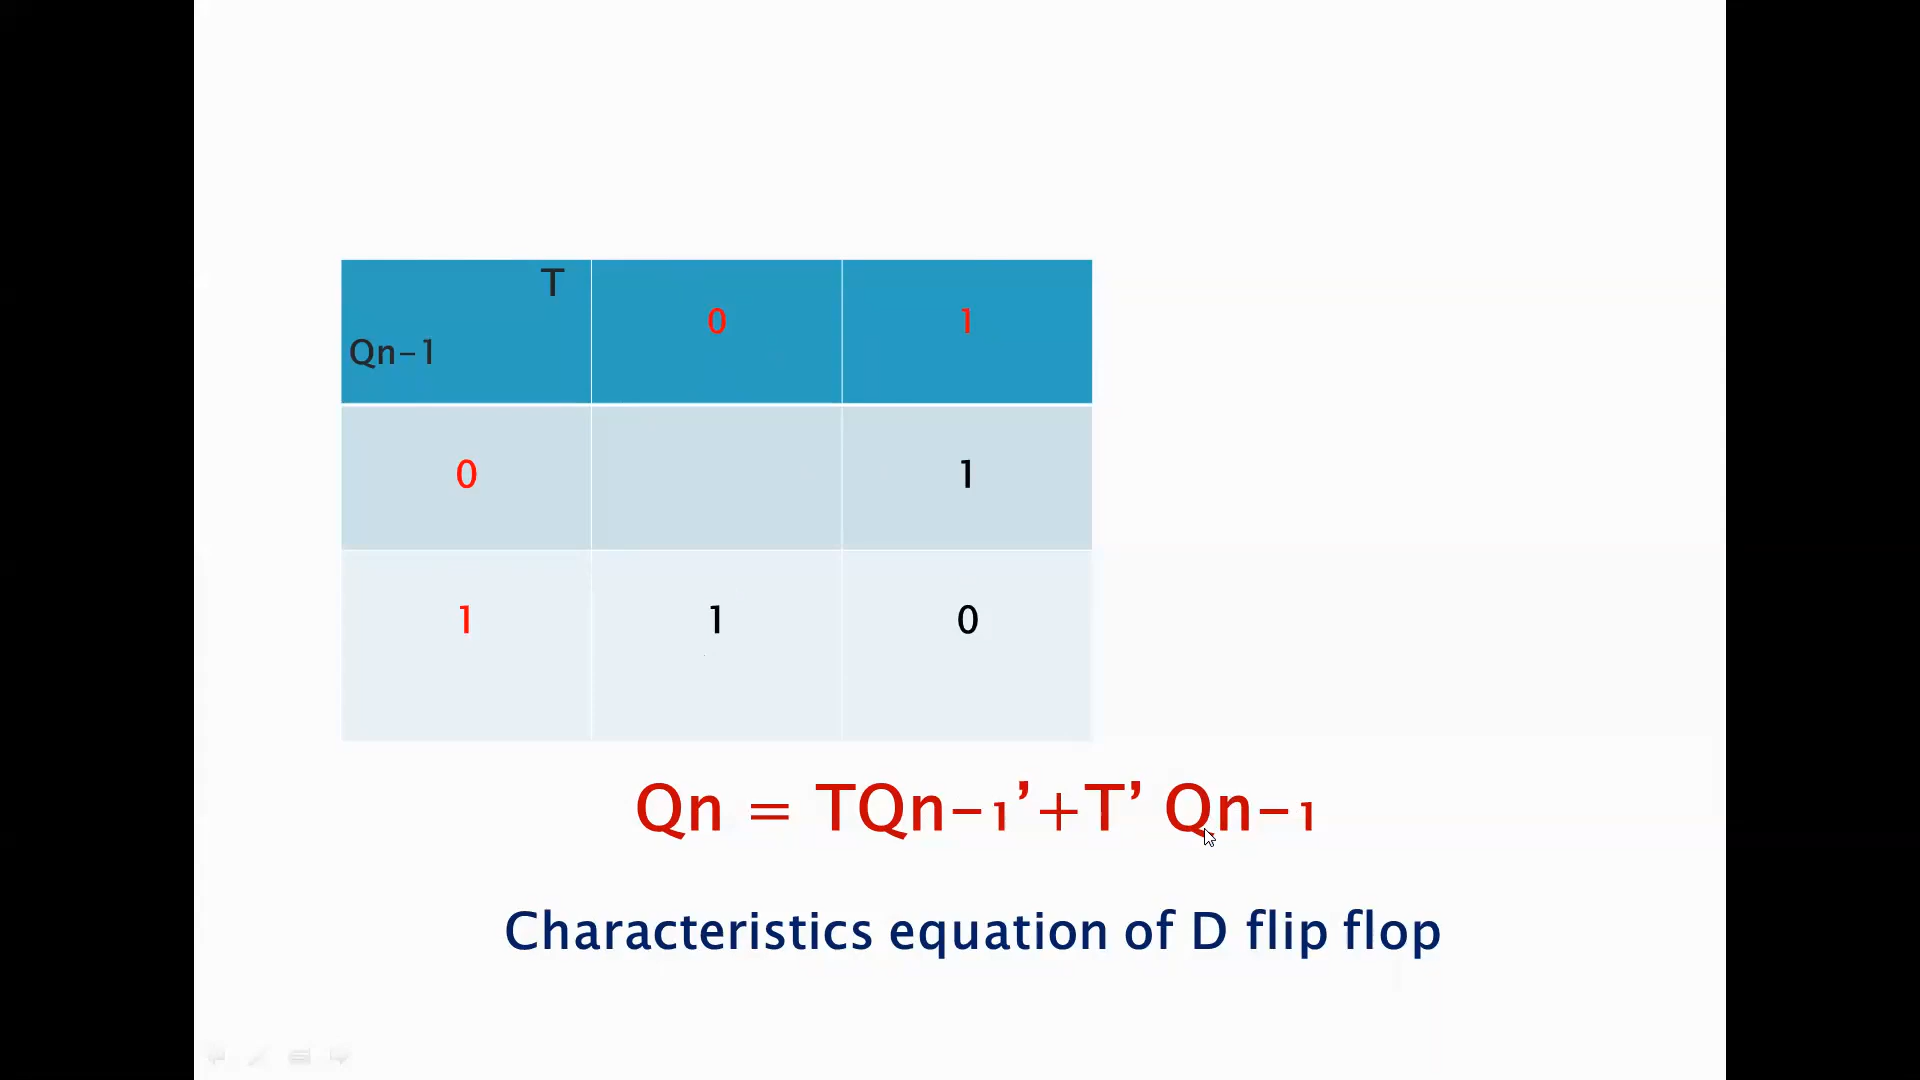 T
Qn-1
0 1
0 1
1 1 0
Qn = TQn-1’+T’ Qn-1
Characteristics equation of D flip flop